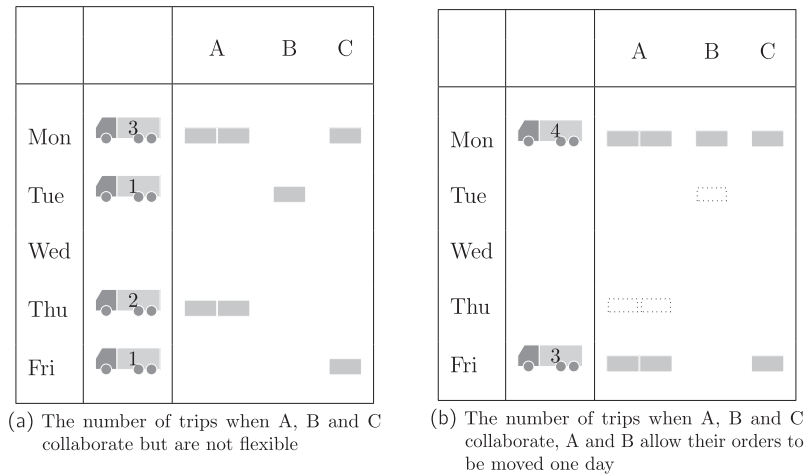 A B C
Mon 3
Tue 1
Wed
Thu 2
Fri 1
(a) The number of trips when A, B and C
collaborate but are not flexible
A B C
Mon 4
Tue
Wed
Thu
Fri 3
(b) The number of trips when A, B and C
collaborate, A and B allow their orders to
be moved one day